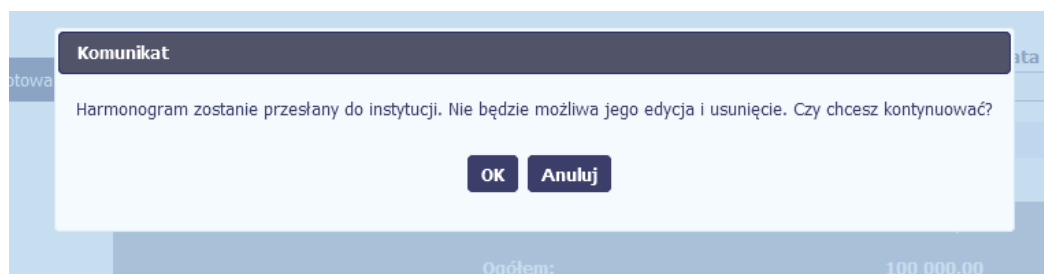 Komunikat
Harmonogram zostanie przesłany do instytucji. Nie będzie możliwa jego edycja i usunięcie. Czy chcesz kontynuować?
OK Anuluj
Ogółem: 100 000,00